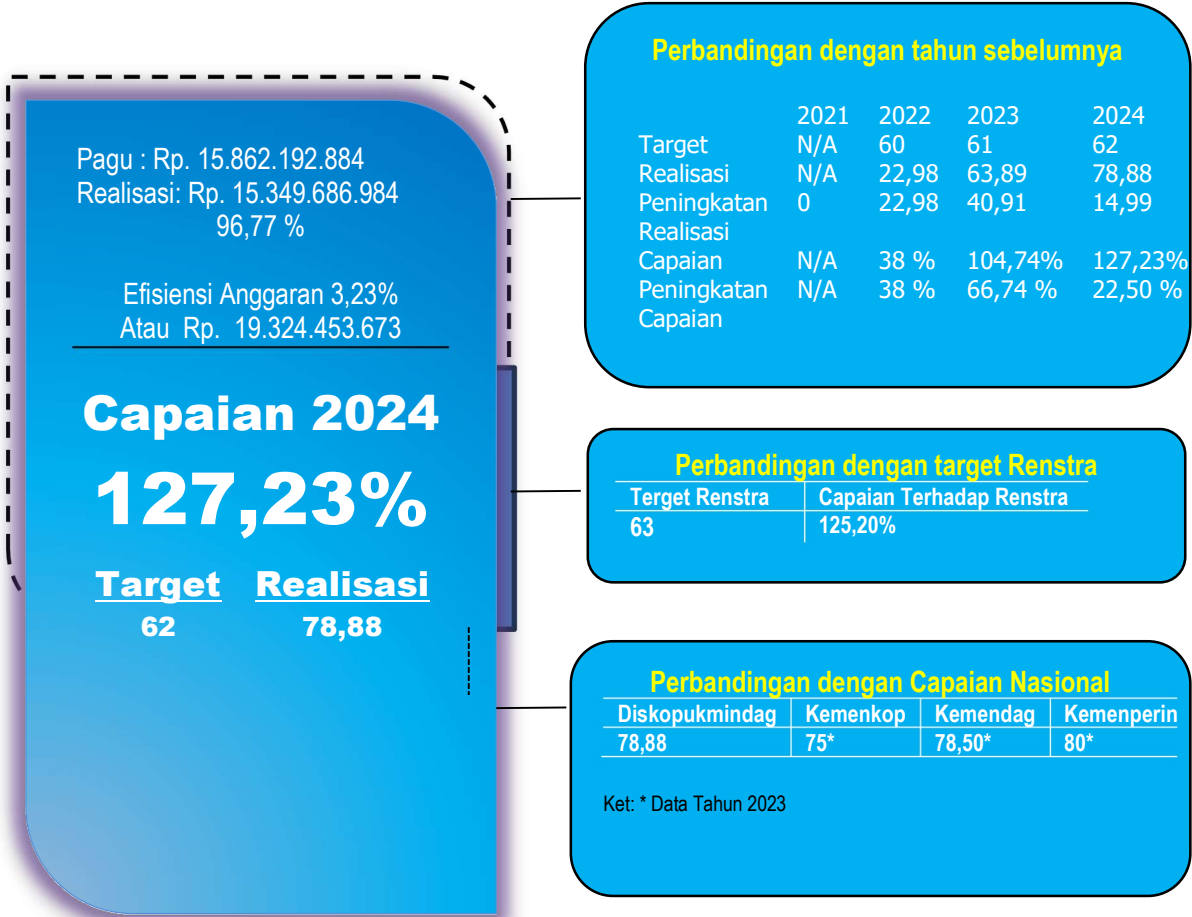 Pagu : Rp. 15.862.192.884
Realisasi: Rp. 15.349.686.984
96,77 %
Efisiensi Anggaran 3,23%
Atau Rp. 19.324.453.673
Capaian 2024
127,23%
Target Realisasi
62 78,88
Perbandingan dengan tahun sebelumnya
2021 2022 2023 2024
Target N/A 60 61 62
Realisasi N/A 22,98 63,89 78,88
Peningkatan 0 22,98 40,91 14,99
Realisasi
Capaian N/A 38 % 104,74% 127,23%
Peningkatan N/A 38 % 66,74 % 22,50 %
Capaian
Perbandingan dengan target Renstra
Terget Renstra Capaian Terhadap Renstra
63 125,20%
Perbandingan dengan Capaian Nasional
Diskopukmindag Kemenkop Kemendag Kemenperin
78,88 75* 78,50* 80*
Ket: * Data Tahun 2023